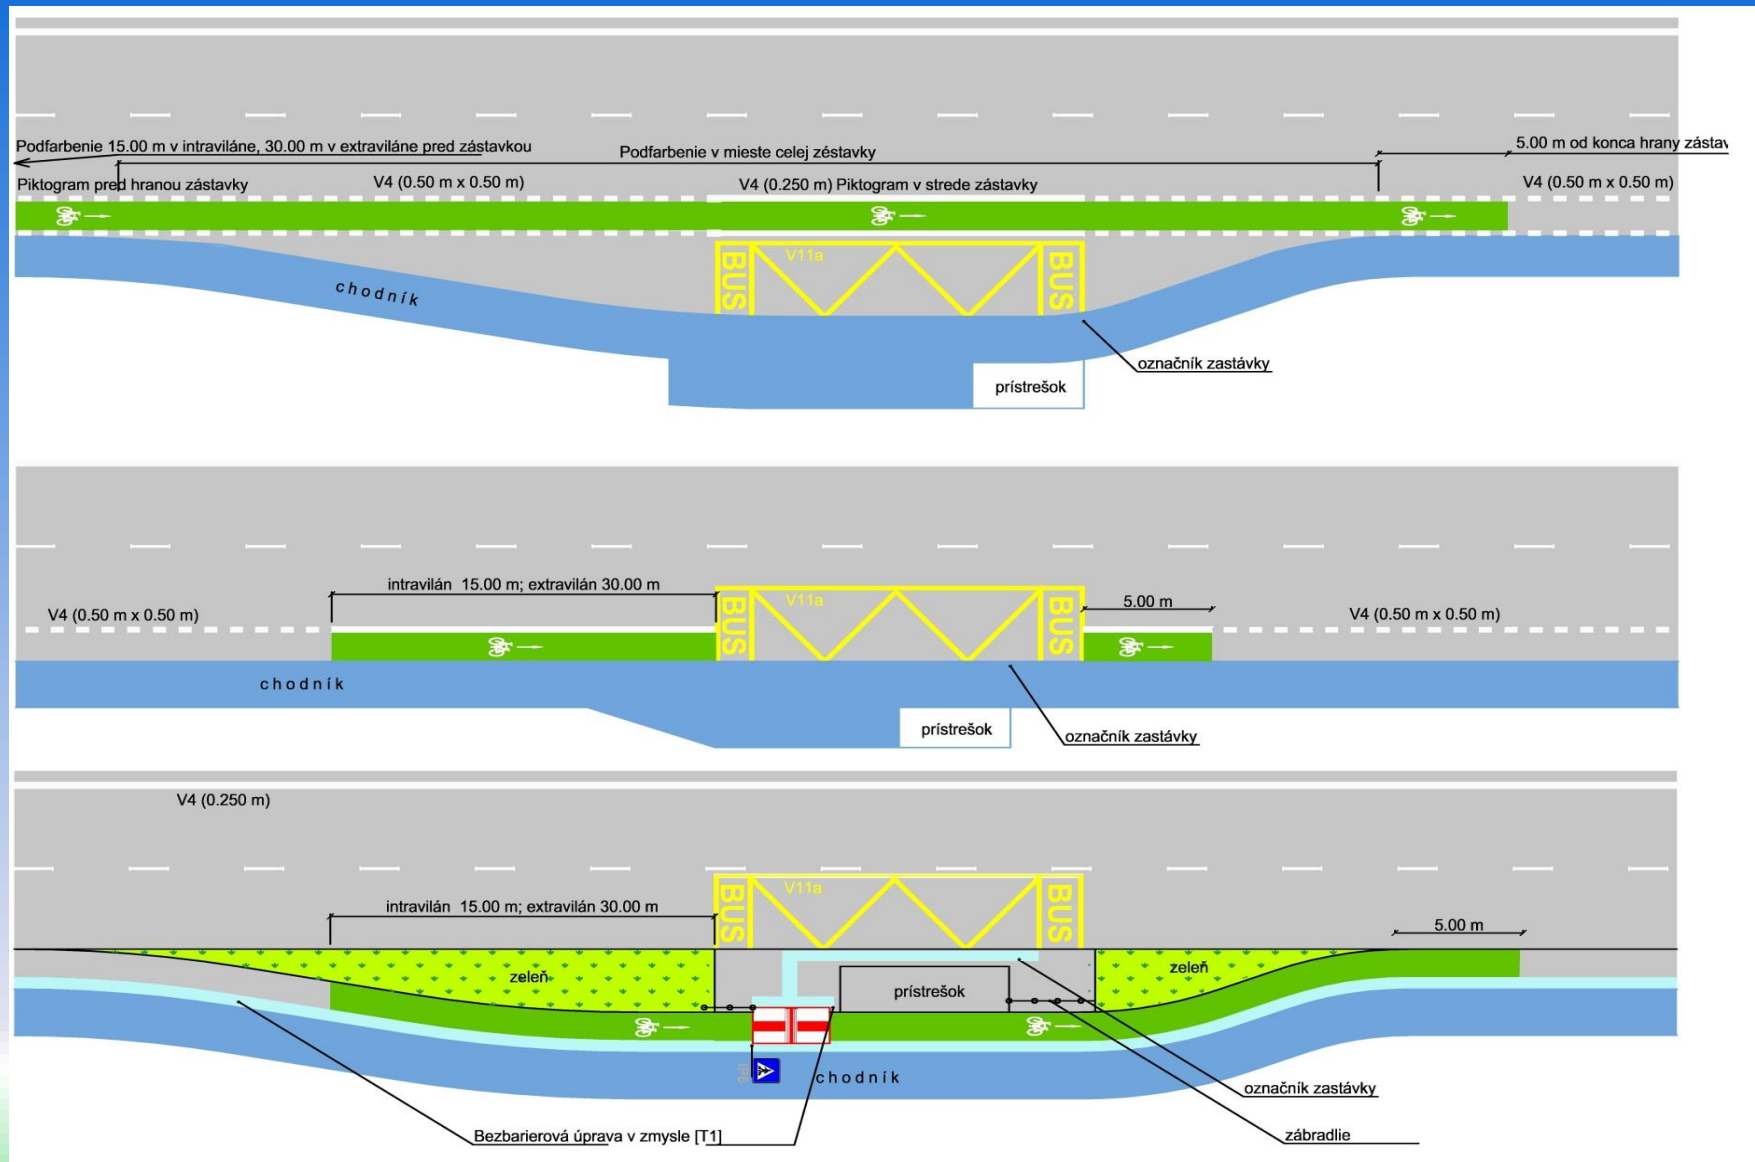 Podfarbenie 15.00 m v intraviláne, 30.00 m v extraviláne pred zástavkou
Podfarbenie v mieste celej zéstavky
5.00 m od konca hrany zástav
Piktogram pred hranou zástavky
V4 (0.50 m x 0.50 m)
V4 (0.250 m) Piktogram v strede zástavky
V4 (0.50 m x 0.50 m)
BUS
V11a
BUS
chodník
označník zastávky
prístrešok
intravilán 15.00 m; extravilán 30.00 m
5.00 m
V4 (0.50 m x 0.50 m)
V4 (0.50 m x 0.50 m)
BUS
V11a
BUS
chodník
prístrešok
označník zastávky
V4 (0.250 m)
BUS
V11a
BUS
intravilán 15.00 m; extravilán 30.00 m
5.00 m
zeleň
zeleň
prístrešok
IP6
chodník
označník zastávky
Bezbarierová úprava v zmysle [T1]
zábradlie